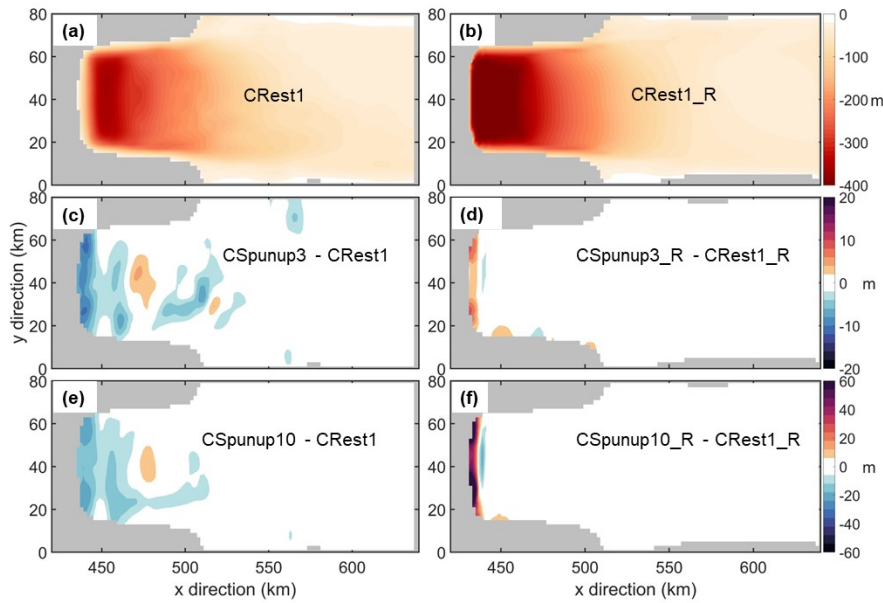 (a)
CRest1
80
60
40
20
0
(b)
CRest1_R
0
-100
-200
-300
-400
m
(c)
CSpunup3 - CRest1
80
60
40
20
0
y direction (km)
(d)
CSpunup3_R - CRest1_R
20
10
0
-10
-20
m
(e)
CSpunup10 - CRest1
80
60
40
20
0
450
500
550
600
x direction (km)
(f)
CSpunup10_R - CRest1_R
450
500
550
600
x direction (km)
60
40
20
0
-20
-40
-60
m